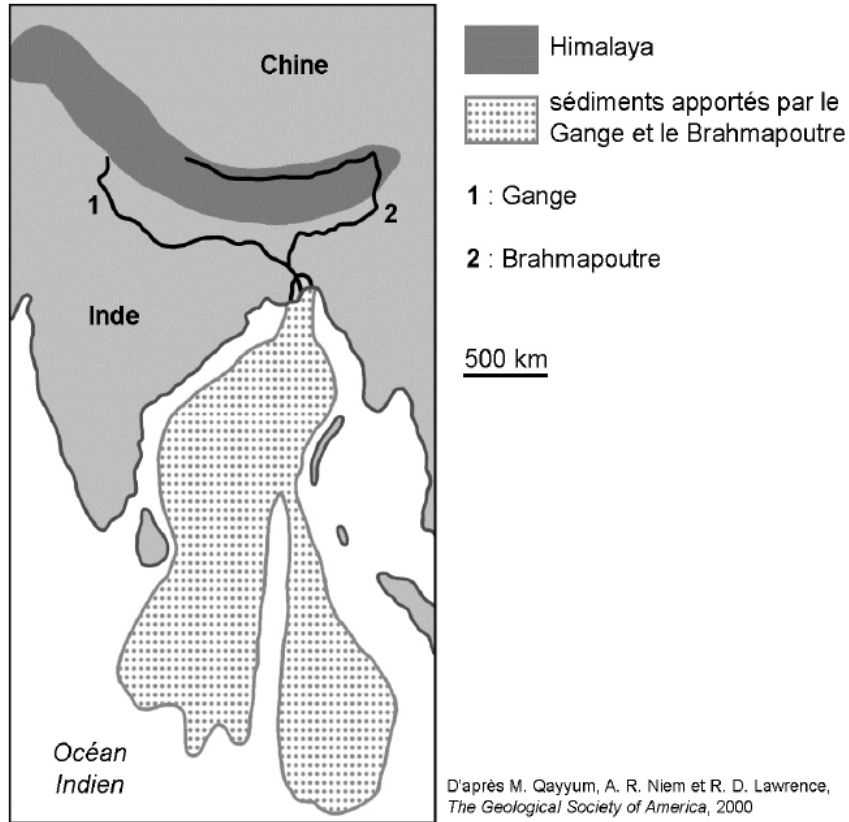 Chine
1
2
Inde
Océan
Indien
Himalaya
sédiments apportés par le
Gange et le Brahmapoutre
1 : Gange
2 : Brahmapoutre
500 km
D'après M. Qayyum, A. R. Niem et R. D. Lawrence,
The Geological Society of America, 2000